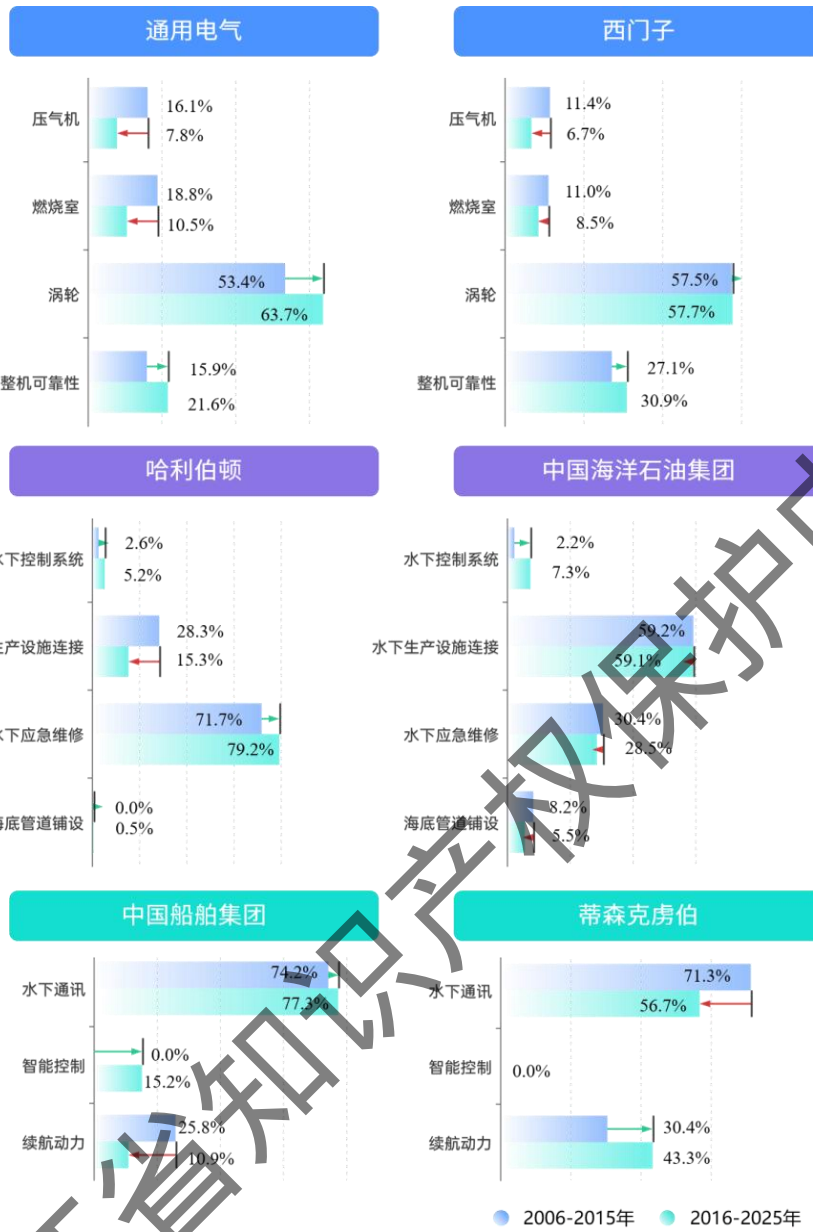 通用电气
西门子
压气机
16.1%
7.8%
燃烧室
18.8%
10.5%
涡轮
53.4%
63.7%
整机可靠性
15.9%
21.6%
压气机
11.4%
6.7%
燃烧室
11.0%
8.5%
涡轮
57.5%
57.7%
整机可靠性
27.1%
30.9%
哈利伯顿
中国海洋石油集团
水下控制系统
2.6%
5.2%
生产设施连接
28.3%
15.3%
水下应急维修
71.7%
79.2%
海底管道铺设
0.0%
0.5%
水下控制系统
2.2%
7.3%
水下生产设施连接
59.2%
59.1%
水下应急维修
30.4%
28.5%
海底管道铺设
8.2%
5.5%
中国船舶集团
蒂森克虏伯
水下通讯
74.2%
77.3%
智能控制
0.0%
15.2%
续航动力
25.8%
10.9%
水下通讯
71.3%
56.7%
智能控制
0.0%
续航动力
30.4%
43.3%
2006-2015年
2016-2025年
省知识产权保护中